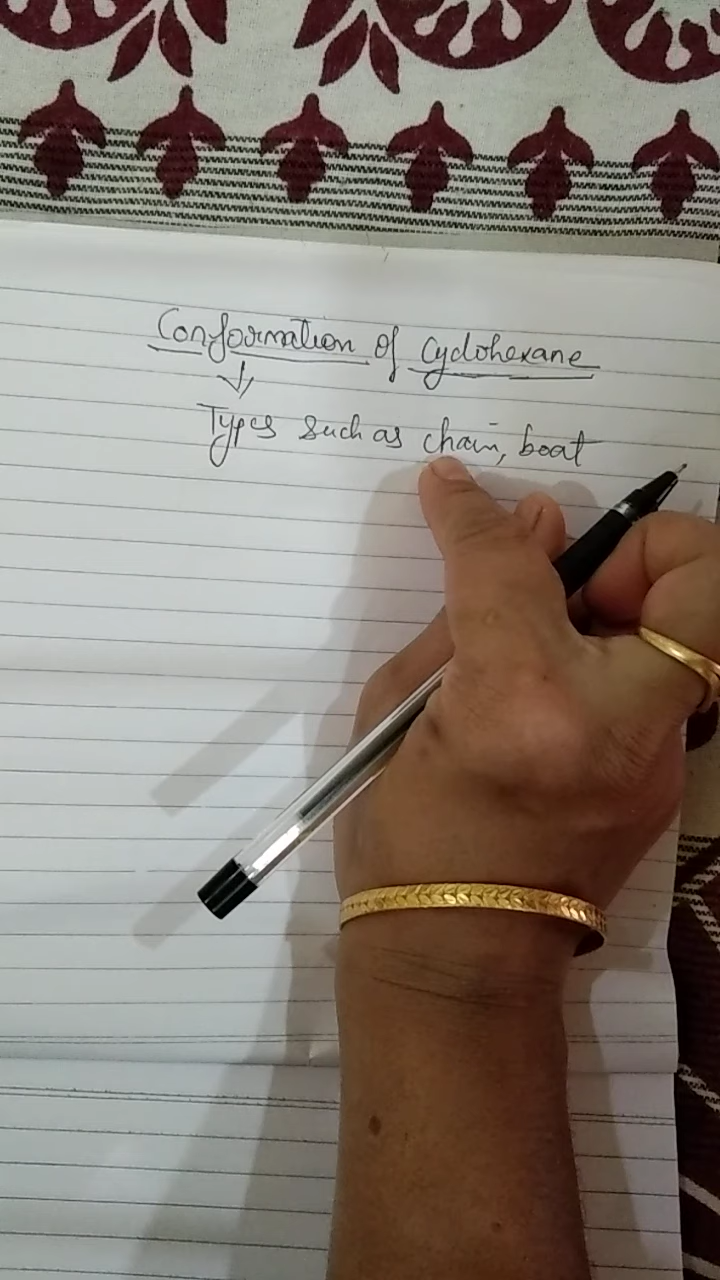 Conformation of Cyclohexane
Types such as chain, boat